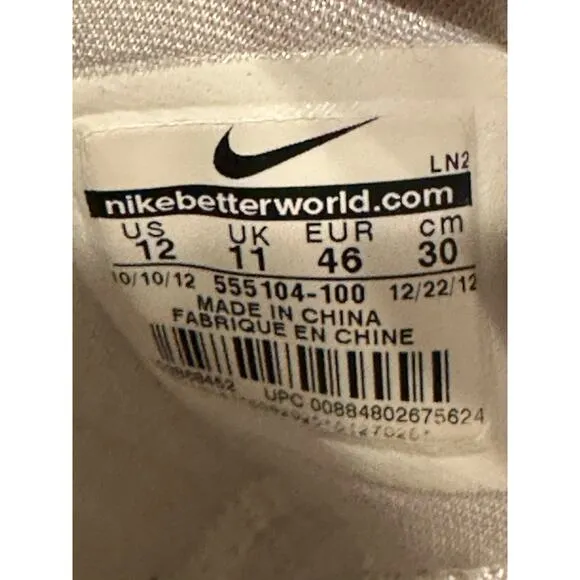 LN2
nikebetterworld.com
US UK EUR cm
12 11 46 30
10/10/12 555104-100 12/22/12
MADE IN CHINA
FABRIQUE EN CHINE
UPC 00884802675624